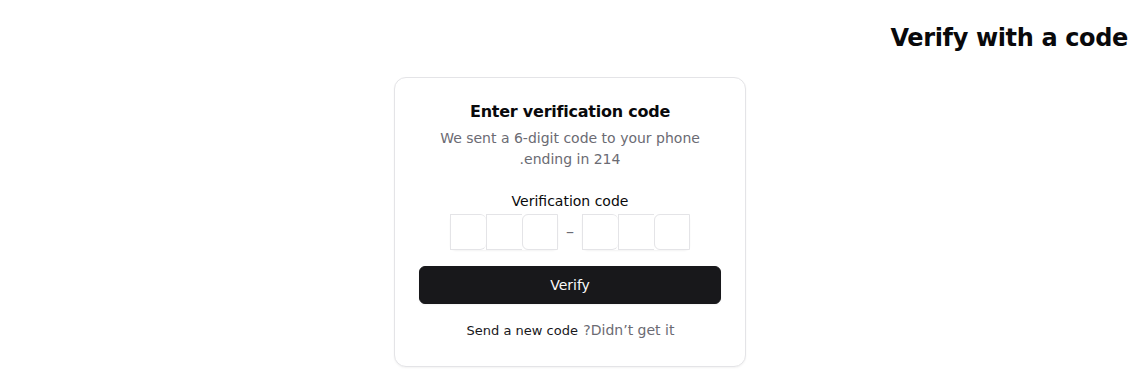 Verify with a code
Enter verification code
We sent a 6-digit code to your phone
ending in 214.
Verification code
–
Verify
Didn’t get it? Send a new code